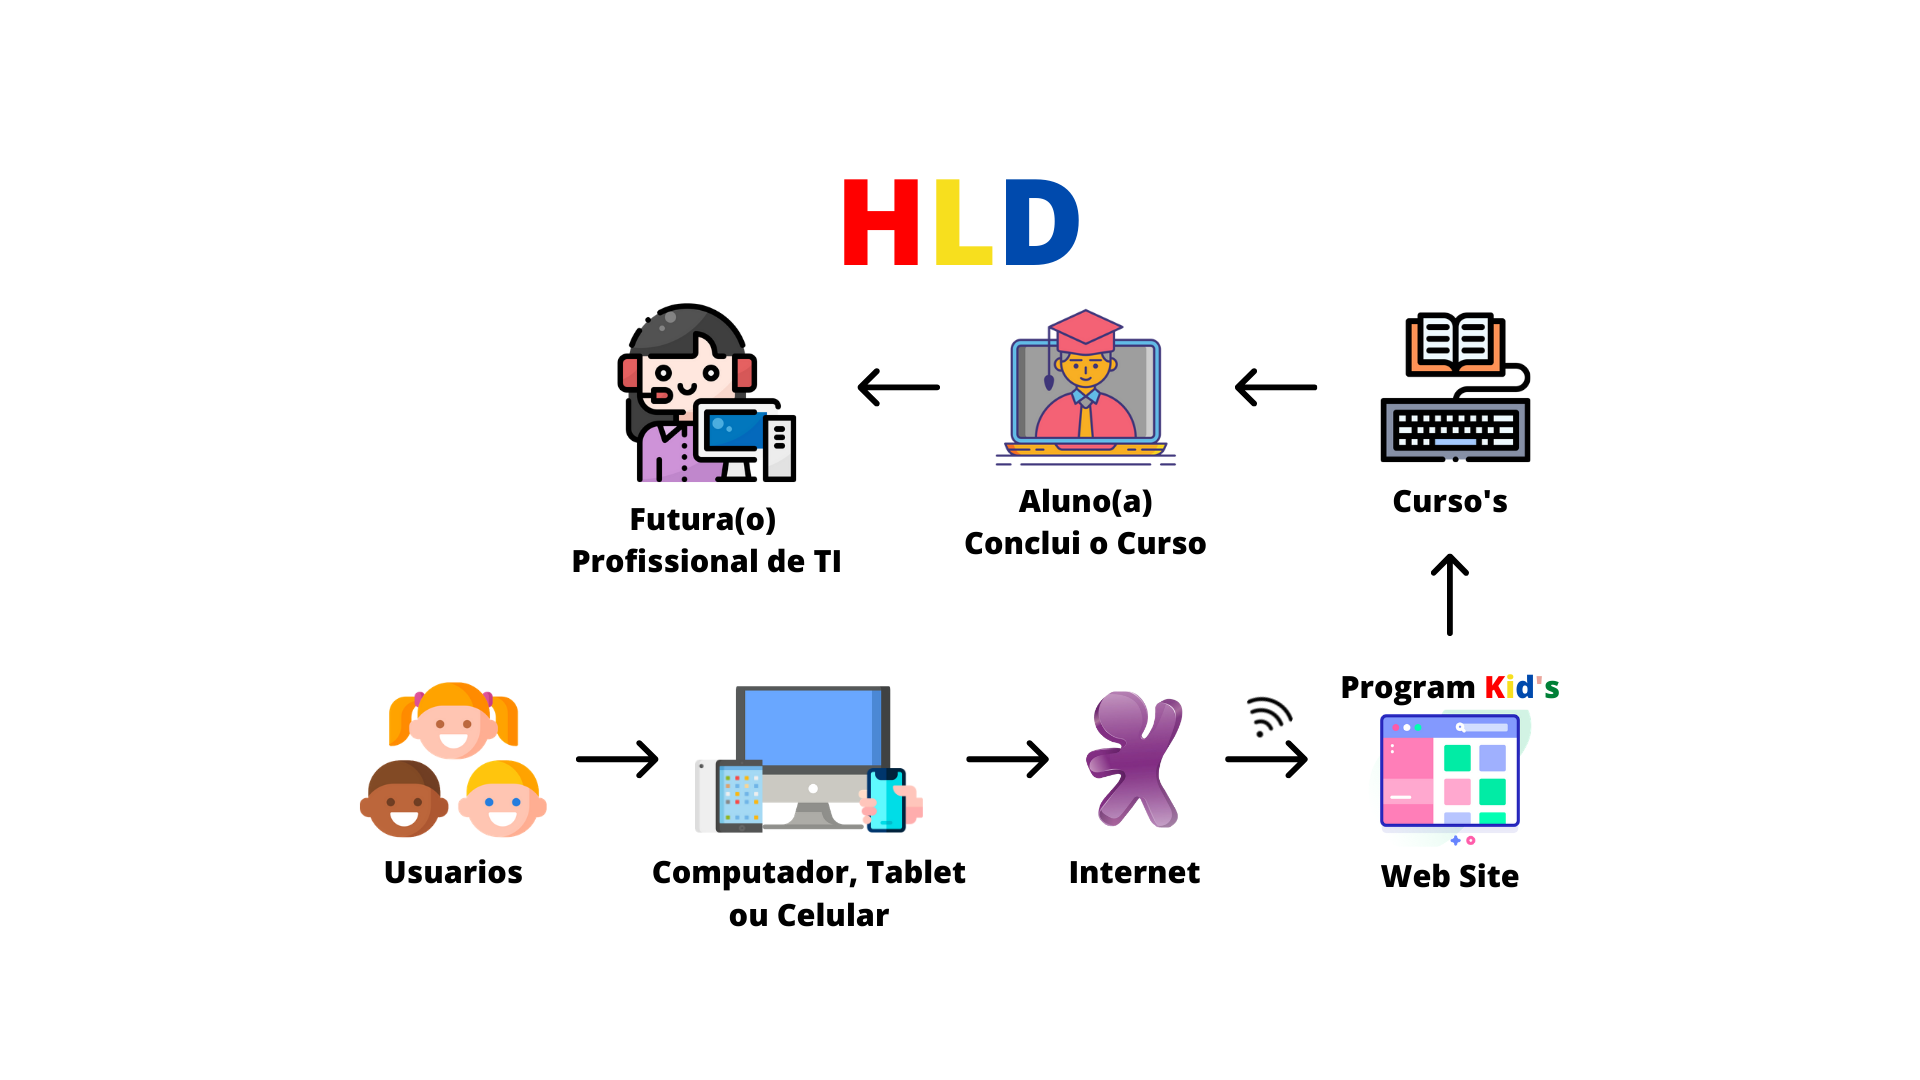 HLD
Futura(o)
Profissional de TI
Aluno(a)
Conclui o Curso
Curso's
Program Kid's
Usuarios
Computador, Tablet
ou Celular
Internet
Web Site